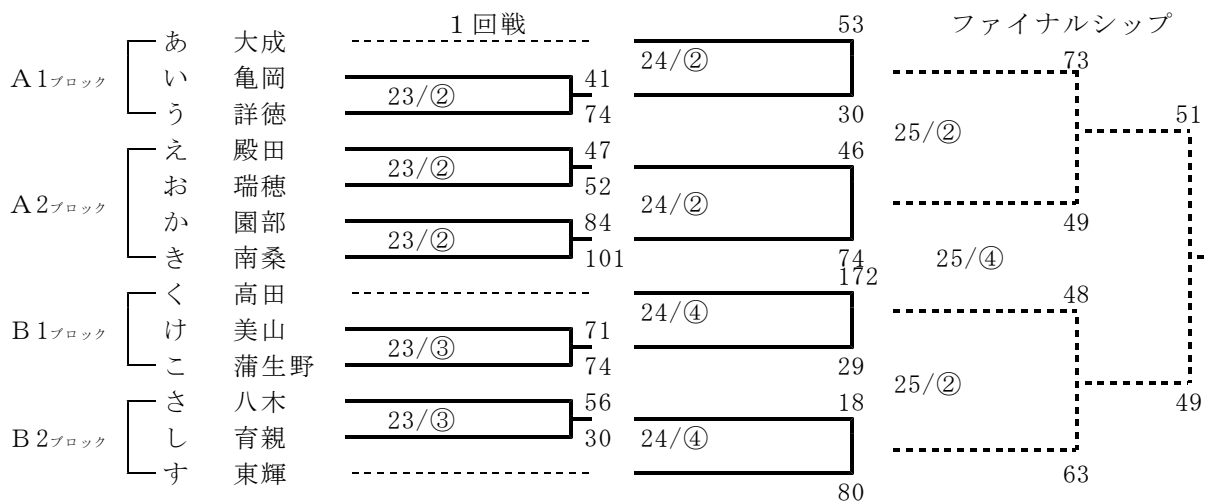 １回戦 53 ファイナルシップ
あ 大成 24/② 73
A1ブロック い 亀岡 41
23/②
う 詳徳 74 30 51
え 殿田 47 46 25/②
23/②
お 瑞穂 52
A2ブロック 24/②
か 園部 84 49
23/②
き 南桑 101 74 25/④
172
く 高田 48
24/④
B1ブロック け 美山 71
23/③
こ 蒲生野 74 29
25/②
さ 八木 56 18 49
23/③
B2ブロック し 育親 30 24/④
す 東輝 63
80